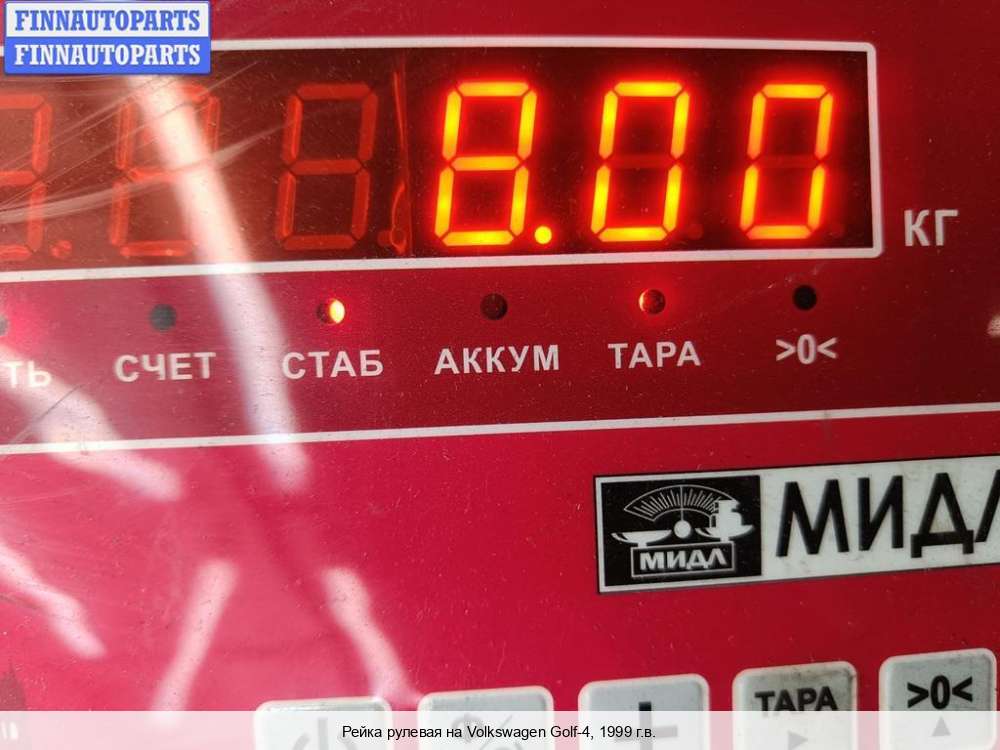 FINNAUTOPARTS
FINNAUTOPARTS
8.00 КГ
ТЬ СЧЕТ СТАБ АККУМ ТАРА >0<
МИДЛ МИДЛ
ТАРА >0<
Рейка рулевая на Volkswagen Golf-4, 1999 г.в.